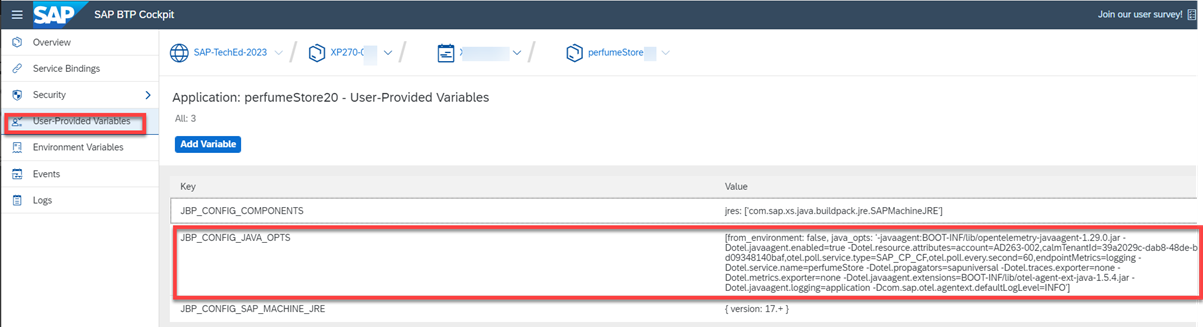 SAP SAP BTP Cockpit Join our user survey!
Overview
Service Bindings
Security
User-Provided Variables
Environment Variables
Events
Logs
SAP-TechEd-2023 / XP270-0 / / perfumeStore
Application: perfumeStore20 - User-Provided Variables
All: 3
Add Variable
Key Value
JBP_CONFIG_COMPONENTS jres: ['com.sap.xs.java.buildpack.jre.SAPMachineJRE']
JBP_CONFIG_JAVA_OPTS [from_environment: false, java_opts: '-javaagent:BOOT-INF/lib/opentelemetry-javaagent-1.29.0.jar -
Dotel.javaagent.enabled=true -Dotel.resource.attributes=account=AD263-002,calmTenantId=39a2029c-dab8-48de-b
d09348140baf,otel.poll.service.type=SAP_CP_CF,otel.poll.every.second=60,endpointMetrics=logging -
Dotel.service.name=perfumeStore -Dotel.propagators=sapuniversal -Dotel.traces.exporter=none -
Dotel.metrics.exporter=none -Dotel.javaagent.extensions=BOOT-INF/lib/otel-agent-ext-java-1.5.4.jar -
Dotel.javaagent.logging=application -Dcom.sap.otel.agentext.defaultLogLevel=INFO']
JBP_CONFIG_SAP_MACHINE_JRE { version: 17.+ }